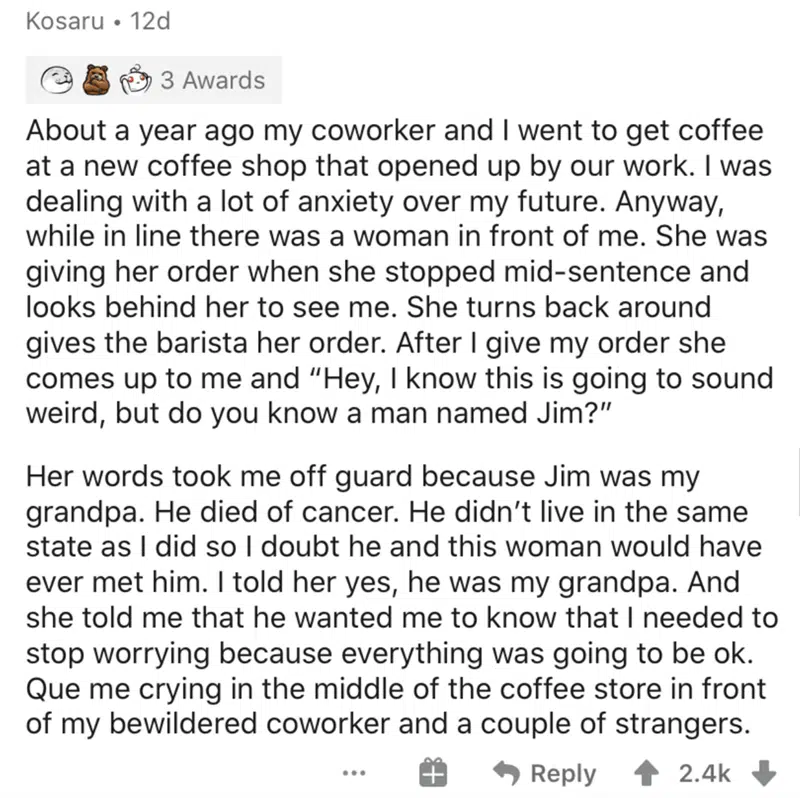 Kosaru • 12d
3 Awards
About a year ago my coworker and I went to get coffee
at a new coffee shop that opened up by our work. I was
dealing with a lot of anxiety over my future. Anyway,
while in line there was a woman in front of me. She was
giving her order when she stopped mid-sentence and
looks behind her to see me. She turns back around
gives the barista her order. After I give my order she
comes up to me and “Hey, I know this is going to sound
weird, but do you know a man named Jim?”
Her words took me off guard because Jim was my
grandpa. He died of cancer. He didn’t live in the same
state as I did so I doubt he and this woman would have
ever met him. I told her yes, he was my grandpa. And
she told me that he wanted me to know that I needed to
stop worrying because everything was going to be ok.
Que me crying in the middle of the coffee store in front
of my bewildered coworker and a couple of strangers.
... Reply 2.4k